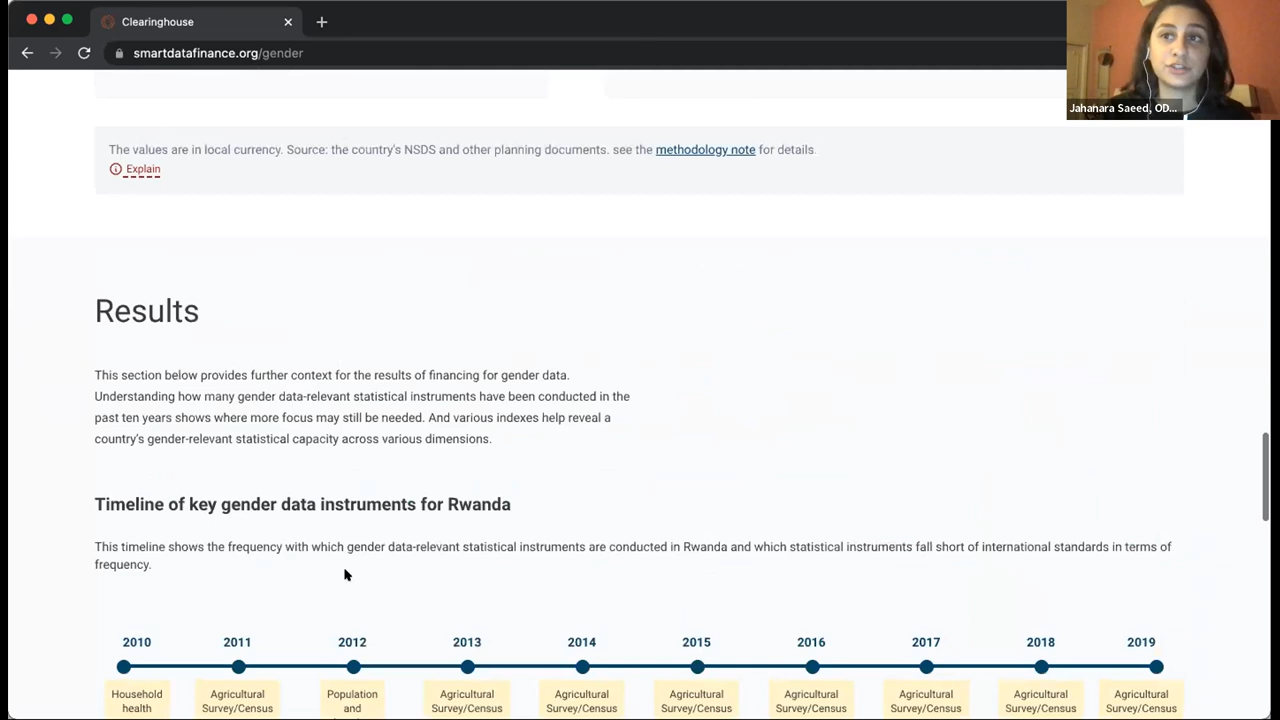 Clearinghouse
smartdatafinance.org/gender
Jahanara Saeed, OD...
The values are in local currency. Source: the country's NSDS and other planning documents. see the methodology note for details.
Explain
Results
This section below provides further context for the results of financing for gender data.
Understanding how many gender data-relevant statistical instruments have been conducted in the
past ten years shows where more focus may still be needed. And various indexes help reveal a
country's gender-relevant statistical capacity across various dimensions.
Timeline of key gender data instruments for Rwanda
This timeline shows the frequency with which gender data-relevant statistical instruments are conducted in Rwanda and which statistical instruments fall short of international standards in terms of
frequency.
2010 2011 2012 2013 2014 2015 2016 2017 2018 2019
Household Agricultural Population Agricultural Agricultural Agricultural Agricultural Agricultural Agricultural Agricultural
health Survey/Census and Survey/Census Survey/Census Survey/Census Survey/Census Survey/Census Survey/Census Survey/Census